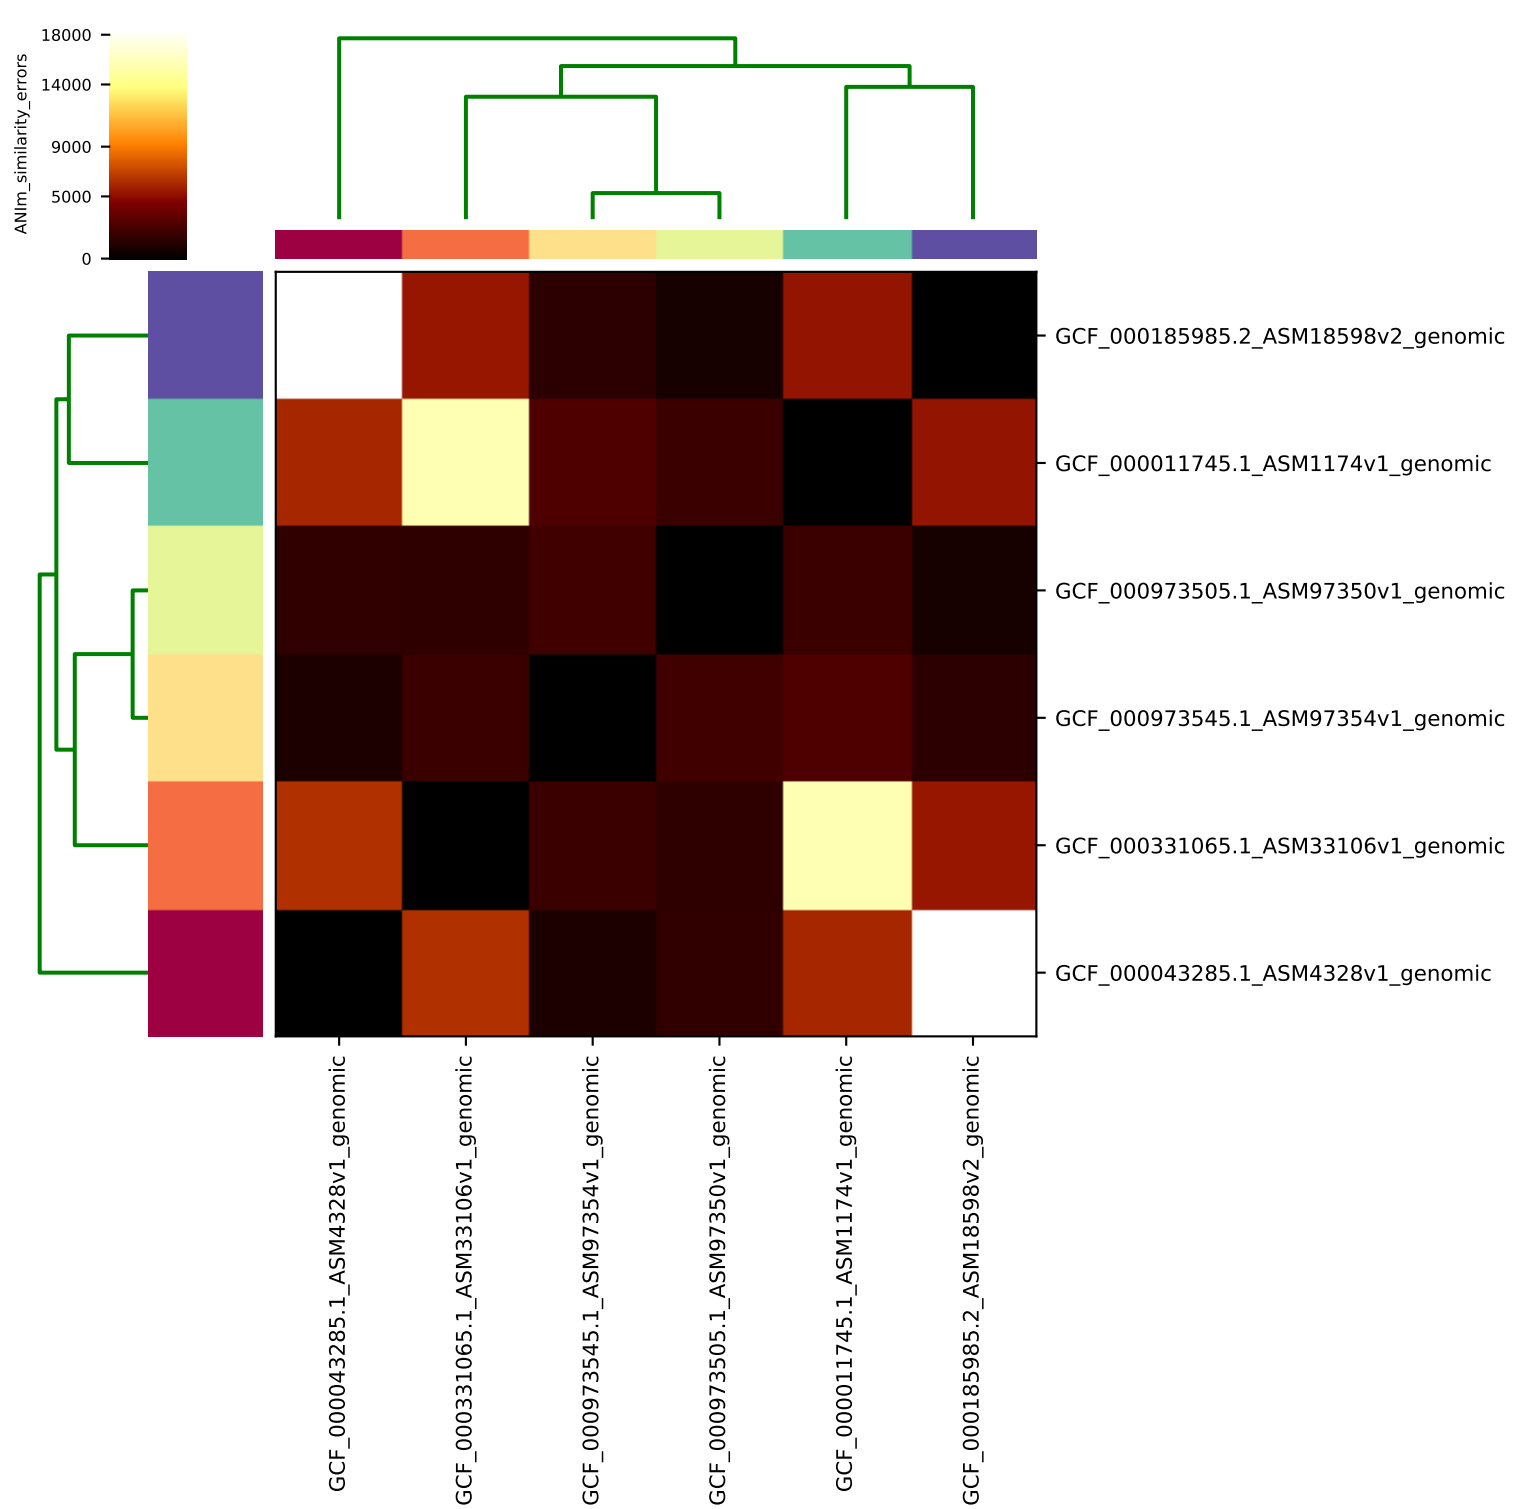 ANIm_similarity_errors
18000
14000
9000
5000
0
GCF_000185985.2_ASM18598v2_genomic
GCF_000011745.1_ASM1174v1_genomic
GCF_000973505.1_ASM97350v1_genomic
GCF_000973545.1_ASM97354v1_genomic
GCF_000331065.1_ASM33106v1_genomic
GCF_000043285.1_ASM4328v1_genomic
GCF_000043285.1_ASM4328v1_genomic
GCF_000331065.1_ASM33106v1_genomic
GCF_000973545.1_ASM97354v1_genomic
GCF_000973505.1_ASM97350v1_genomic
GCF_000011745.1_ASM1174v1_genomic
GCF_000185985.2_ASM18598v2_genomic